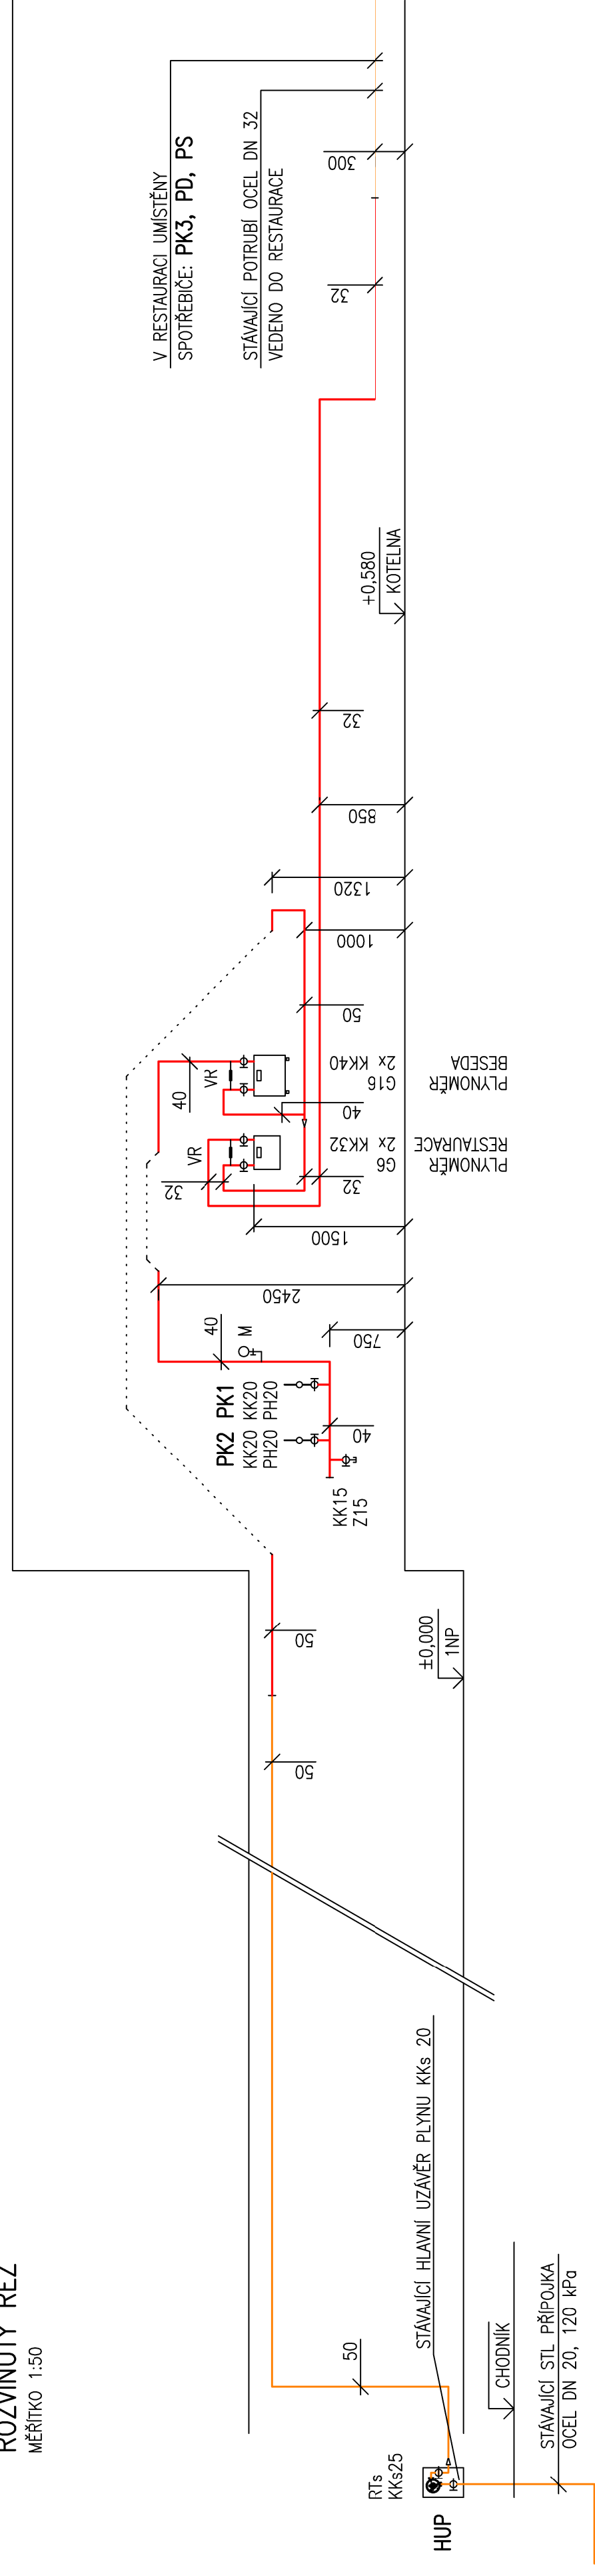 ROZVINUTÝ ŘEZ
MĚŘÍTKO 1:50
RTs
KKs25
HUP
50
STÁVAJÍCÍ HLAVNÍ UZÁVĚR PLYNU KKs 20
CHODNÍK
STÁVAJÍCÍ STL PŘÍPOJKA
OCEL DN 20, 120 kPa
50
50
±0,000
1NP
KK15
Z15
PK2 PK1
KK20 KK20
PH20 PH20
M
40
40
750
2450
1500
32
VR
32
PLYNOMĚR
RESTAURACE
G6
2x KK32
40
VR
40
PLYNOMĚR
BESEDA
G16
2x KK40
50
1000
1320
850
32
+0,580
KOTELNA
32
300
V RESTAURACI UMÍSTĚNY
SPOTŘEBIČE: PK3, PD, PS
STÁVAJÍCÍ POTRUBÍ OCEL DN 32
VEDENO DO RESTAURACE